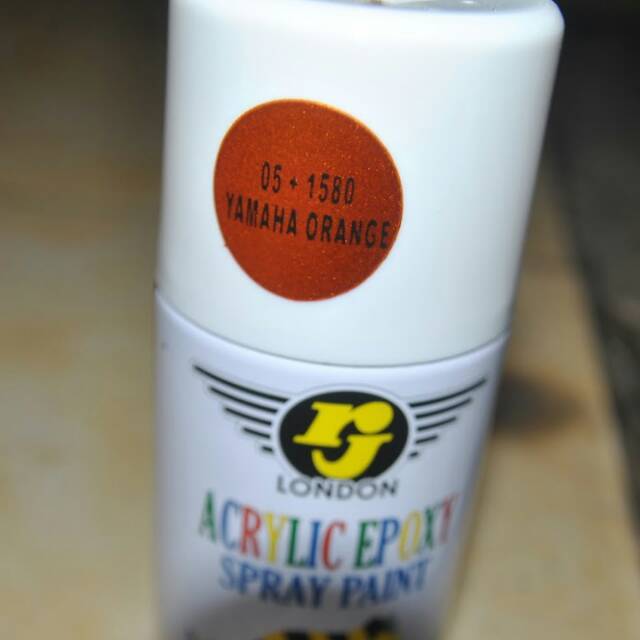 05 + 1580
YAMAHA ORANGE
rj
LONDON
ACRYLIC EPOXY
SPRAY PAINT